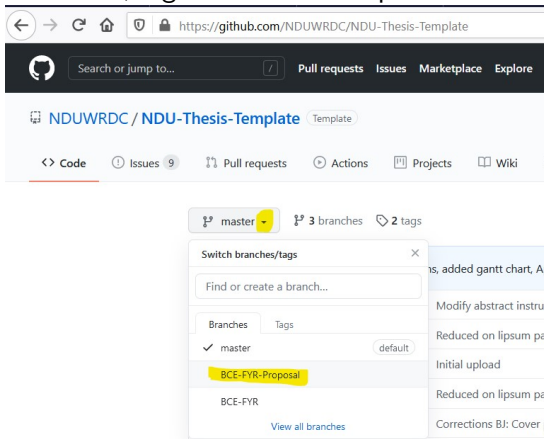 https://github.com/NDUWRDC/NDU-Thesis-Template
Search or jump to... / Pull requests Issues Marketplace Explore
NDUWRDC / NDU-Thesis-Template Template
<> Code Issues 9 Pull requests Actions Projects Wiki
master 3 branches 2 tags
Switch branches/tags
ns, added gantt chart, A
Find or create a branch...
Modify abstract instru
Branches Tags
Reduced on lipsum pa
master default
Initial upload
BCE-FYR-Proposal
Reduced on lipsum pa
BCE-FYR
View all branches
Corrections BJ: Cover